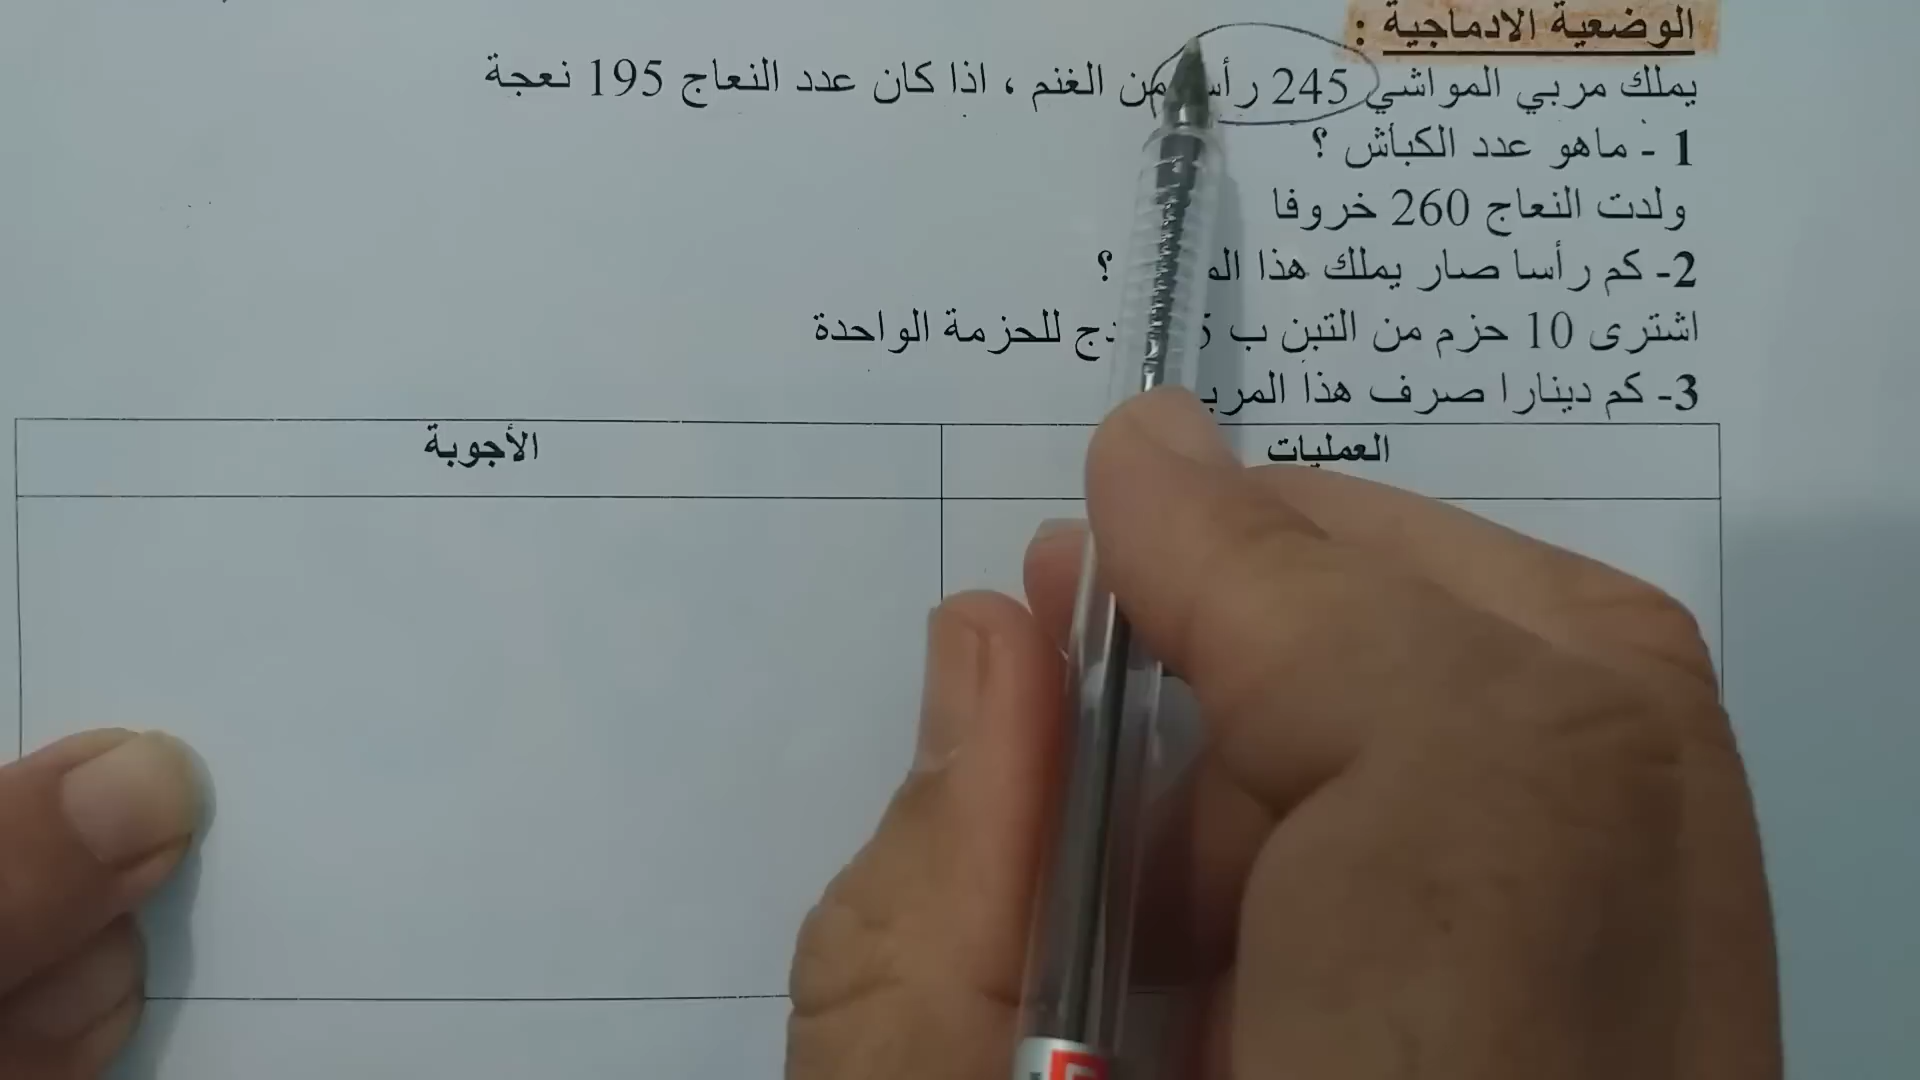 الوضعية الادماجية :
يملك مربي المواشي 245 رأسا من الغنم ، اذا كان عدد النعاج 195 نعجة
1 - ماهو عدد الكباش ؟
ولدت النعاج 260 خروفا
2- كم رأسا صار يملك هذا ؟
اشترى 10 حزم من التبن ب دج للحزمة الواحدة
3- كم دينارا صرف هذا
العمليات
الأجوبة